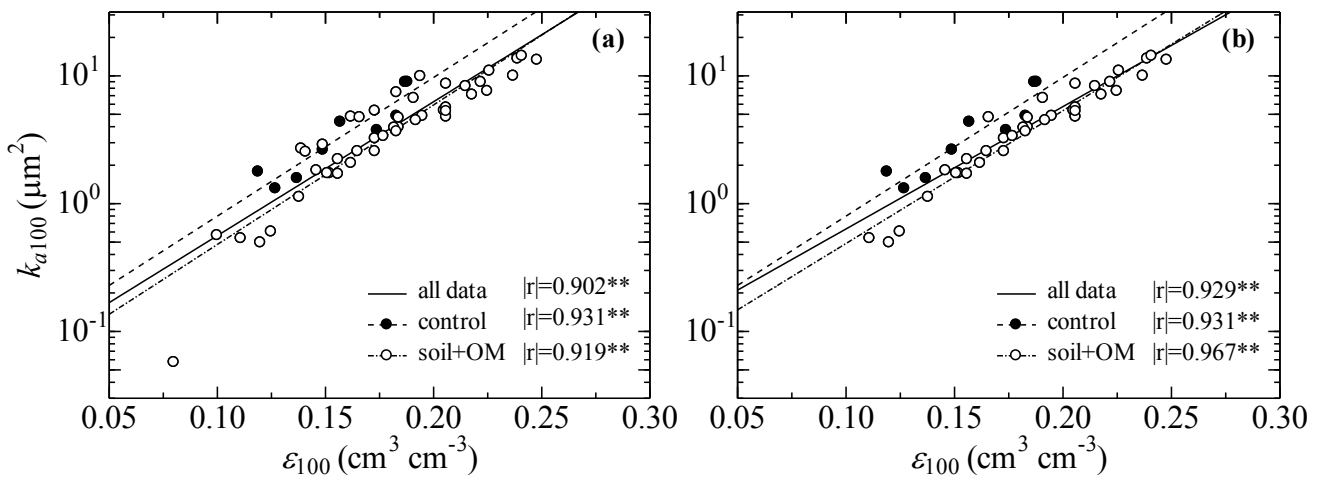 (a)
10¹
10⁰
10⁻¹
kₐ₁₀₀ (μm²)
all data |r|=0.902**
control |r|=0.931**
soil+OM |r|=0.919**
0.05 0.10 0.15 0.20 0.25 0.30
ε₁₀₀ (cm³ cm⁻³)
(b)
10¹
10⁰
10⁻¹
all data |r|=0.929**
control |r|=0.931**
soil+OM |r|=0.967**
0.05 0.10 0.15 0.20 0.25 0.30
ε₁₀₀ (cm³ cm⁻³)